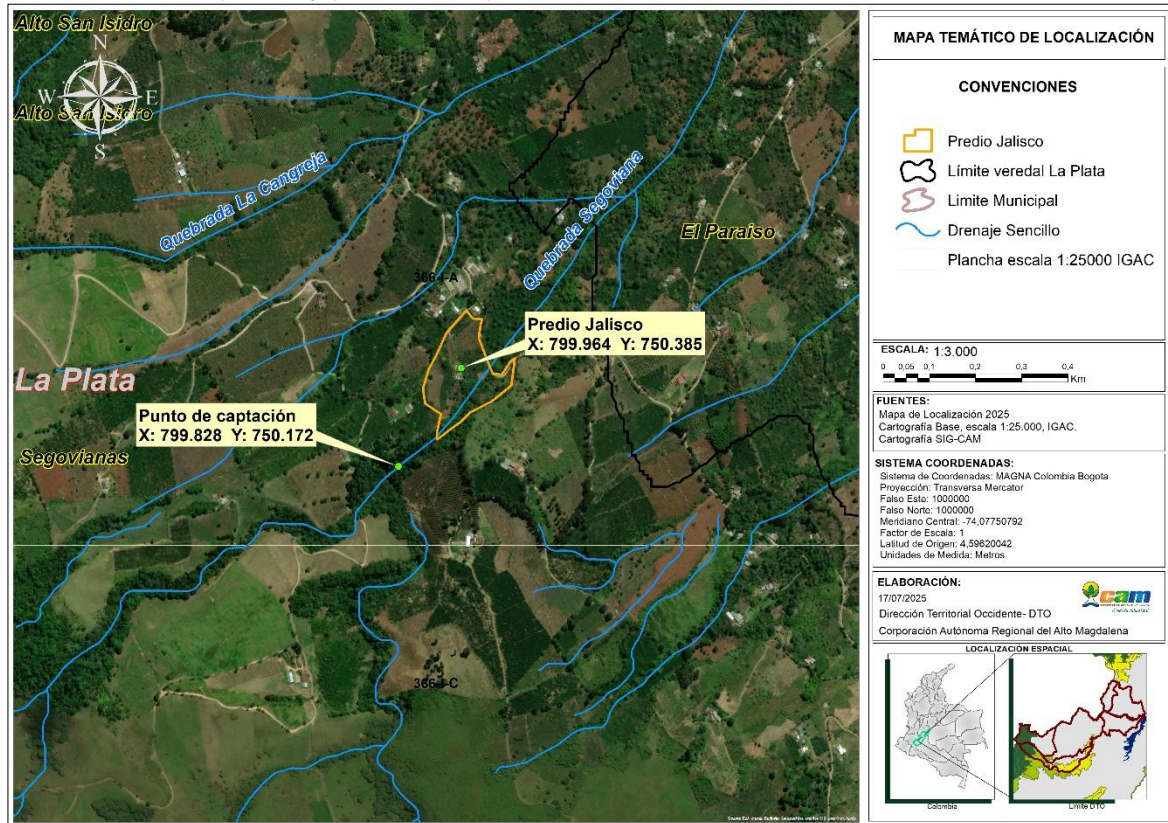 Alto San Isidro
N
W E
S
Alto San Isidro
Quebrada La Cangreja
Quebrada Segoviana
El Paraiso
366-I-A
Predio Jalisco
X: 799.964 Y: 750.385
La Plata
Punto de captación
X: 799.828 Y: 750.172
Segovianas
366-I-C
MAPA TEMÁTICO DE LOCALIZACIÓN
CONVENCIONES
Predio Jalisco
Límite veredal La Plata
Limite Municipal
Drenaje Sencillo
Plancha escala 1:25000 IGAC
ESCALA: 1:3.000
0 0,05 0,1 0,2 0,3 0,4
Km
FUENTES:
Mapa de Localización 2025
Cartografía Base, escala 1:25.000, IGAC.
Cartografía SIG-CAM
SISTEMA COORDENADAS:
Sistema de Coordenadas: MAGNA Colombia Bogota
Proyección: Transversa Mercator
Falso Este: 1000000
Falso Norte: 1000000
Meridiano Central: -74,07750792
Factor de Escala: 1
Latitud de Origen: 4,59620042
Unidades de Medida: Metros
ELABORACIÓN:
17/07/2025
Dirección Territorial Occidente- DTO
Corporación Autónoma Regional del Alto Magdalena
cam
LOCALIZACIÓN ESPACIAL
Colombia
Limite DTO